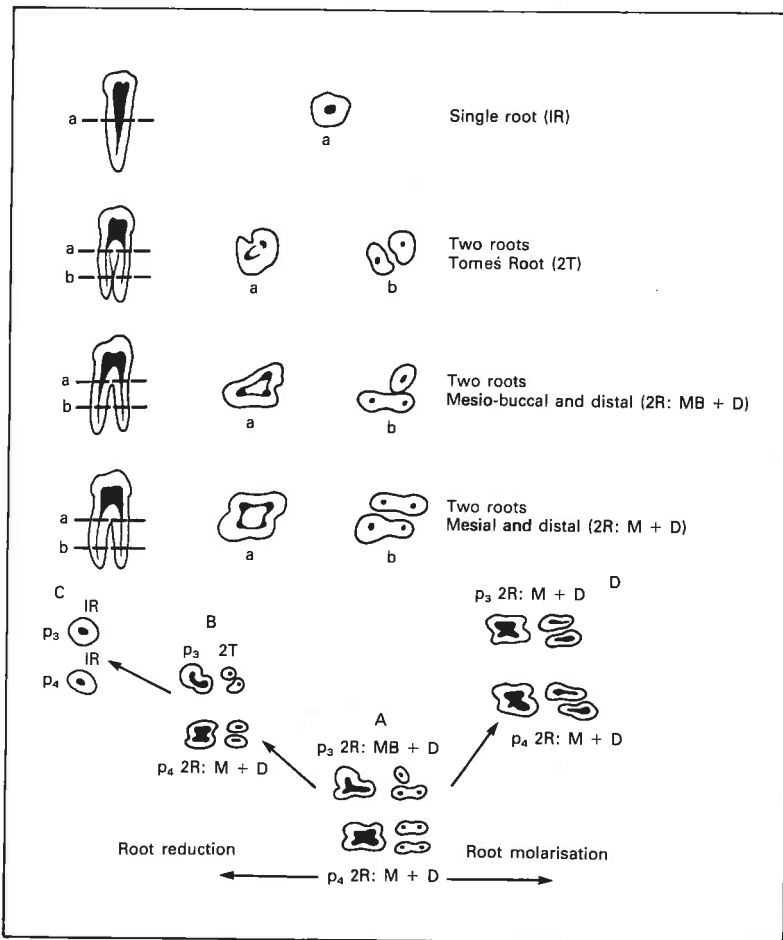 a
a
Single root (IR)
a
b
a
b
Two roots
Tomeś Root (2T)
a
b
a
b
Two roots
Mesio-buccal and distal (2R: MB + D)
a
b
a
b
Two roots
Mesial and distal (2R: M + D)
C
IR
p₃
IR
p₄
B
p₃ 2T
p₄ 2R: M + D
A
p₃ 2R: MB + D
D
p₃ 2R: M + D
p₄ 2R: M + D
Root reduction
Root molarisation
p₄ 2R: M + D